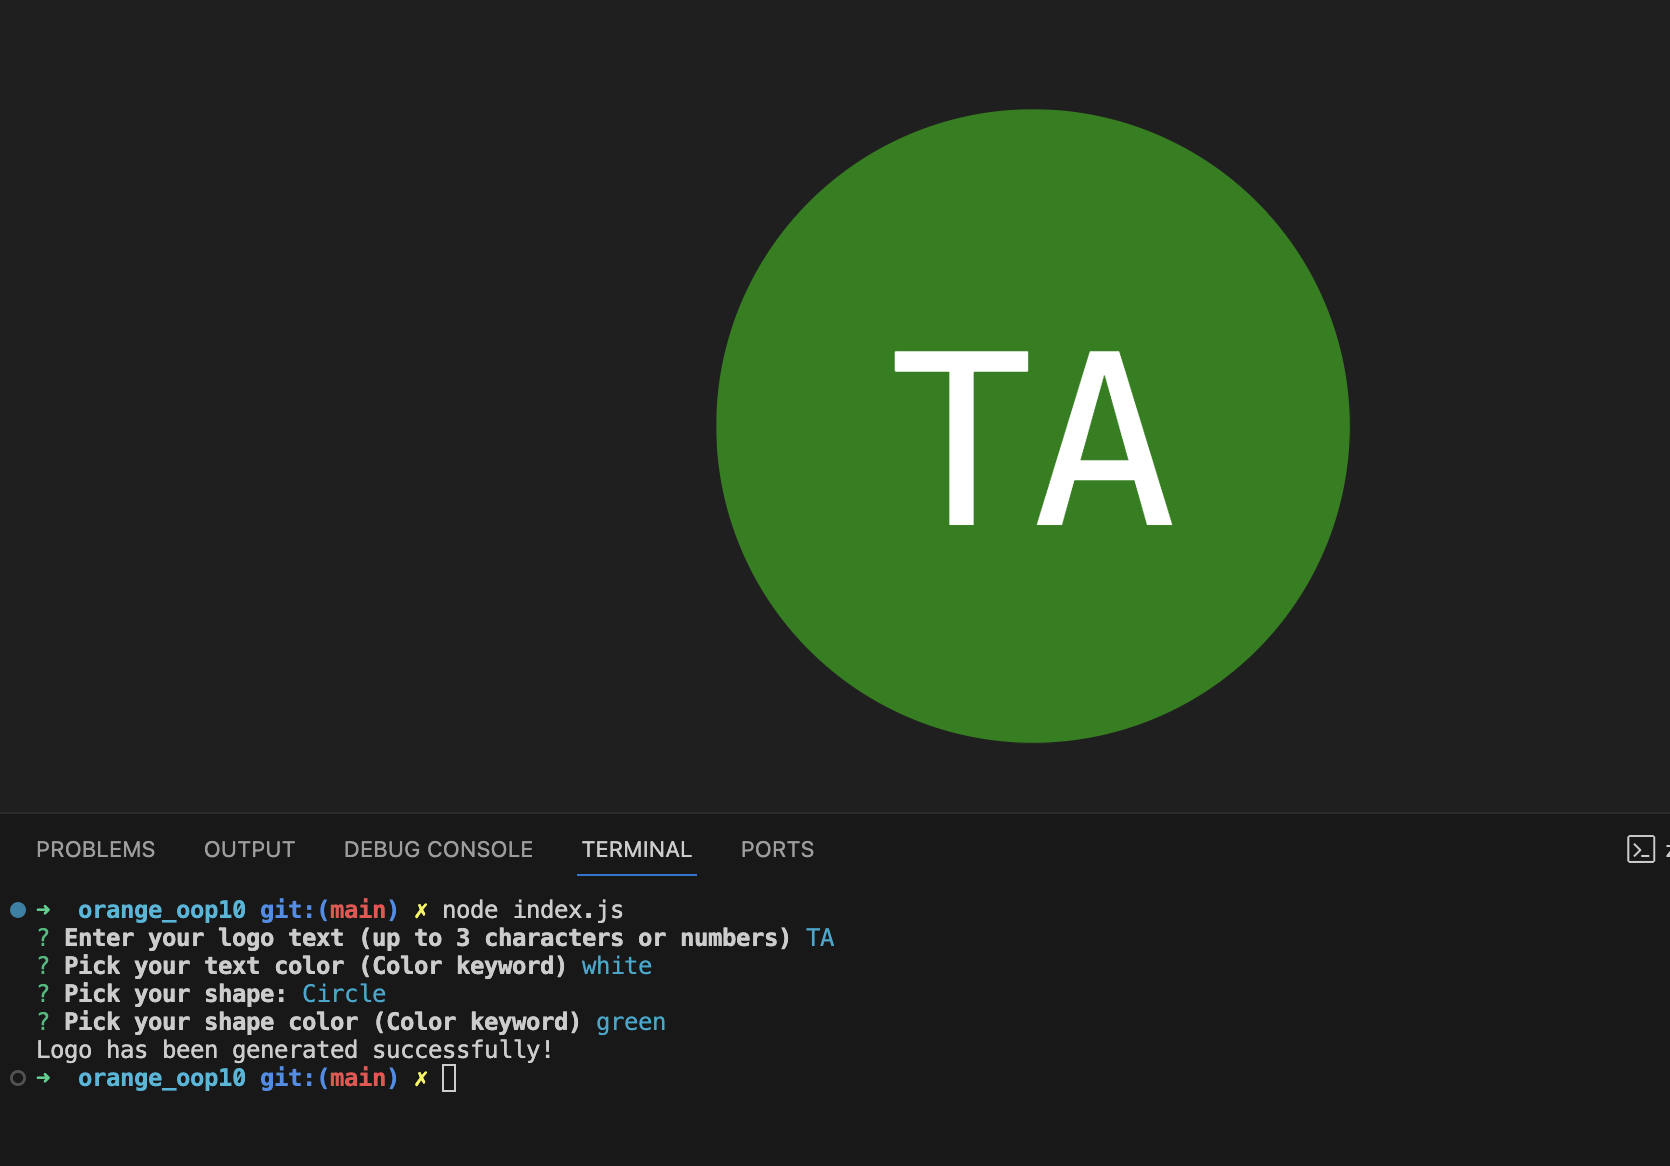 TA
PROBLEMS OUTPUT DEBUG CONSOLE TERMINAL PORTS
➜ orange_oop10 git:(main) ✗ node index.js
? Enter your logo text (up to 3 characters or numbers) TA
? Pick your text color (Color keyword) white
? Pick your shape: Circle
? Pick your shape color (Color keyword) green
Logo has been generated successfully!
➜ orange_oop10 git:(main) ✗